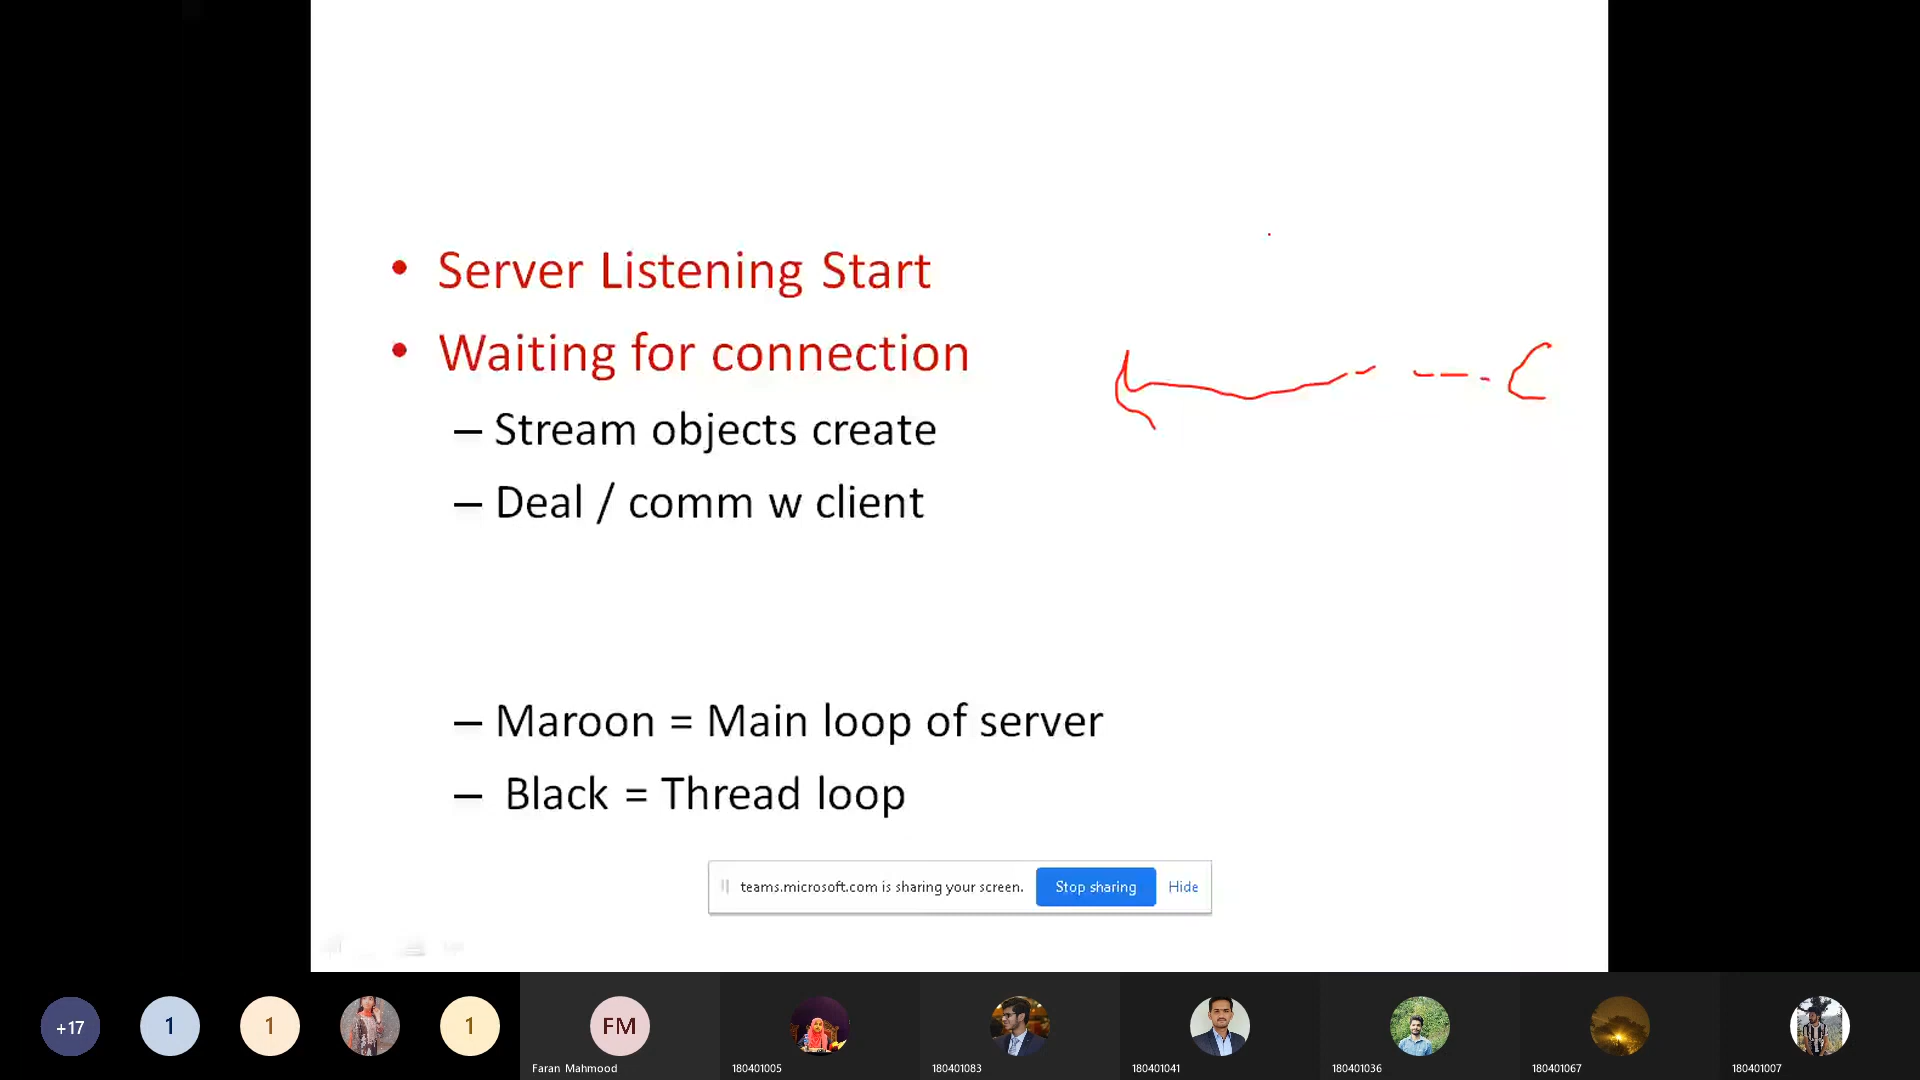 • Server Listening Start
• Waiting for connection
– Stream objects create
– Deal / comm w client
C
– Maroon = Main loop of server
– Black = Thread loop
teams.microsoft.com is sharing your screen. Stop sharing Hide
+17 1 1 1 FM
Faran Mahmood 180401005 180401083 180401041 180401036 180401067 180401007